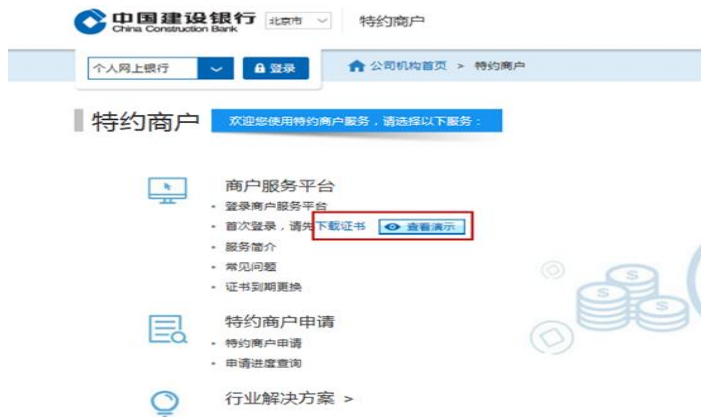 中国建设银行
China Construction Bank
北京市
特约商户
个人网上银行
登录
公司机构首页 > 特约商户
特约商户
欢迎您使用特约商户服务，请选择以下服务：
商户服务平台
· 登录商户服务平台
· 首次登录，请先下载证书 查看演示
· 服务简介
· 常见问题
· 证书到期更换
特约商户申请
· 特约商户申请
· 申请进度查询
行业解决方案 >